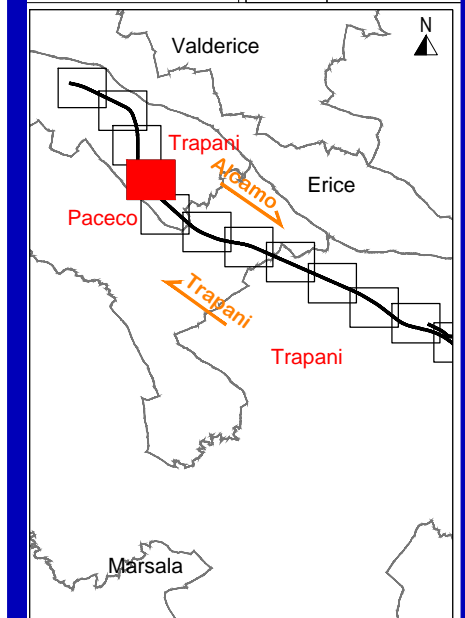 N
Valderice
Trapani
Alcamo
Erice
Paceco
Trapani
Trapani
Marsala